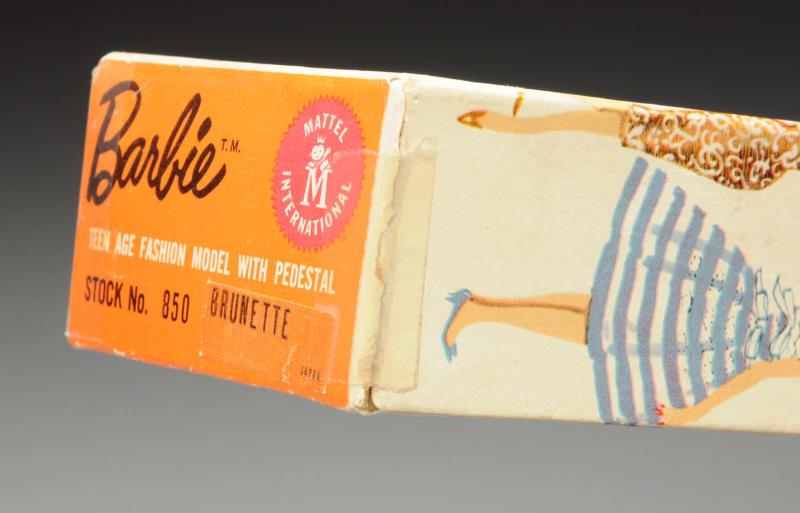 Barbie T.M.
MATTEL
M
INTERNATIONAL
TEEN AGE FASHION MODEL WITH PEDESTAL
STOCK No. 850 BRUNETTE
JAPAN